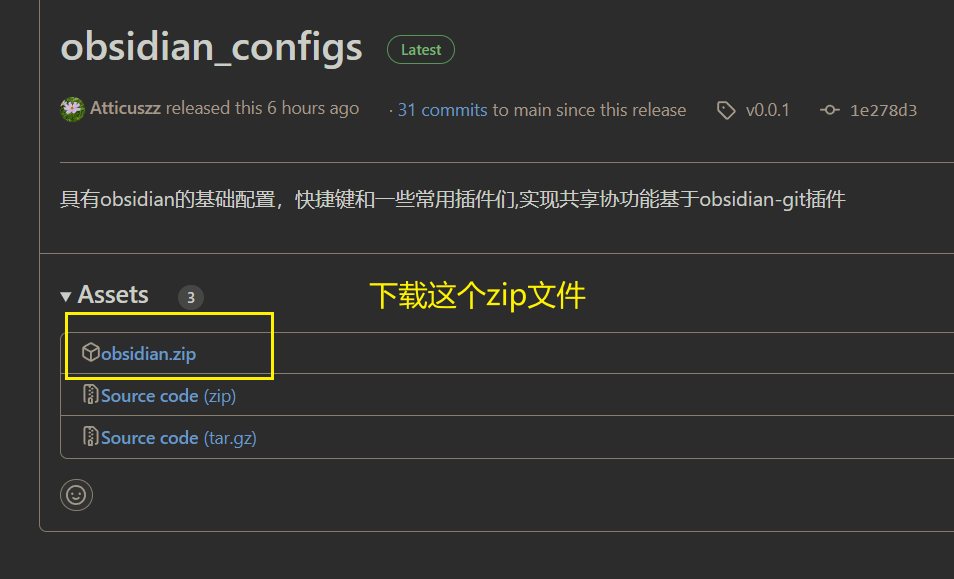 obsidian_configs Latest
Atticuszz released this 6 hours ago · 31 commits to main since this release v0.0.1 1e278d3
具有obsidian的基础配置，快捷键和一些常用插件们,实现共享协功能基于obsidian-git插件
Assets 3
下载这个zip文件
obsidian.zip
Source code (zip)
Source code (tar.gz)